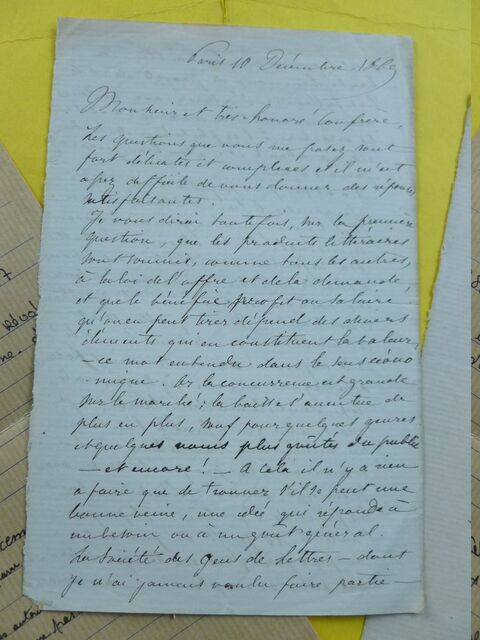 Paris 10 Décembre 1889
Monsieur et très honoré Confrère,
Les questions que vous me posez sont
fort délicates et complexes et il m'est
assez difficile de vous donner des réponses
satisfaisantes.
Je vous dirai toutefois, sur la première
question, que les produits littéraires
sont soumis, comme tous les autres,
à la loi de l'offre et de la demande,
et que le bénéfice profit ou salaire
qu'on en peut tirer dépend des divers
éléments qui en constituent la valeur
— ce mot entendu dans le sens écono
mique. Or la concurrence est grande
sur le marché ; la baisse s'accentue de
plus en plus, sauf pour quelques genres
et quelques noms plus goûtés du public
— et encore ! — A cela il n'y a rien
à faire que de trouver s'il se peut une
bonne veine, une idée qui réponde à
un besoin ou à un goût général.
La Société des Gens de Lettres — dont
je n'ai jamais voulu faire partie —